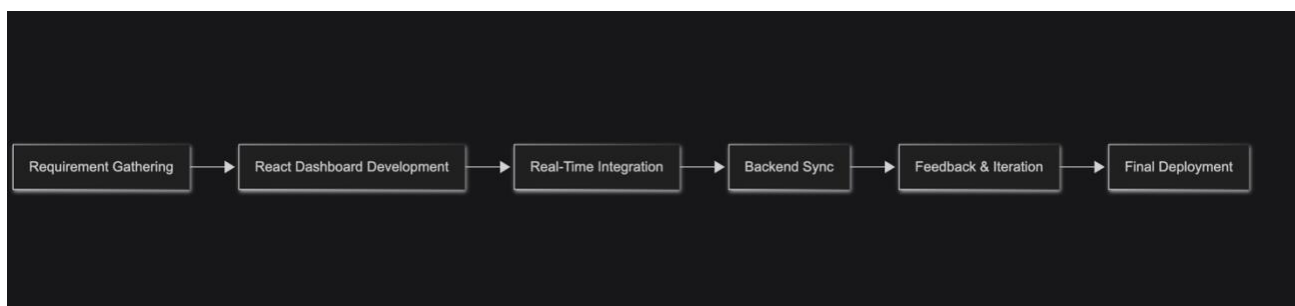 Requirement Gathering
React Dashboard Development
Real-Time Integration
Backend Sync
Feedback & Iteration
Final Deployment